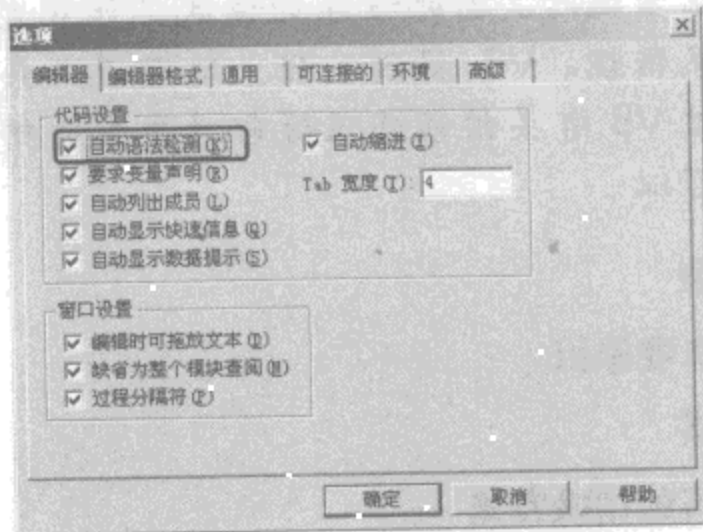 选项
编辑器 编辑器格式 通用 可连接的 环境 高级
代码设置
自动语法检测(K)
自动缩进(I)
要求变量声明(R)
Tab 宽度(T): 4
自动列出成员(L)
自动显示快速信息(Q)
自动显示数据提示(S)
窗口设置
编辑时可拖放文本(D)
缺省为整个模块查阅(M)
过程分隔符(P)
确定 取消 帮助